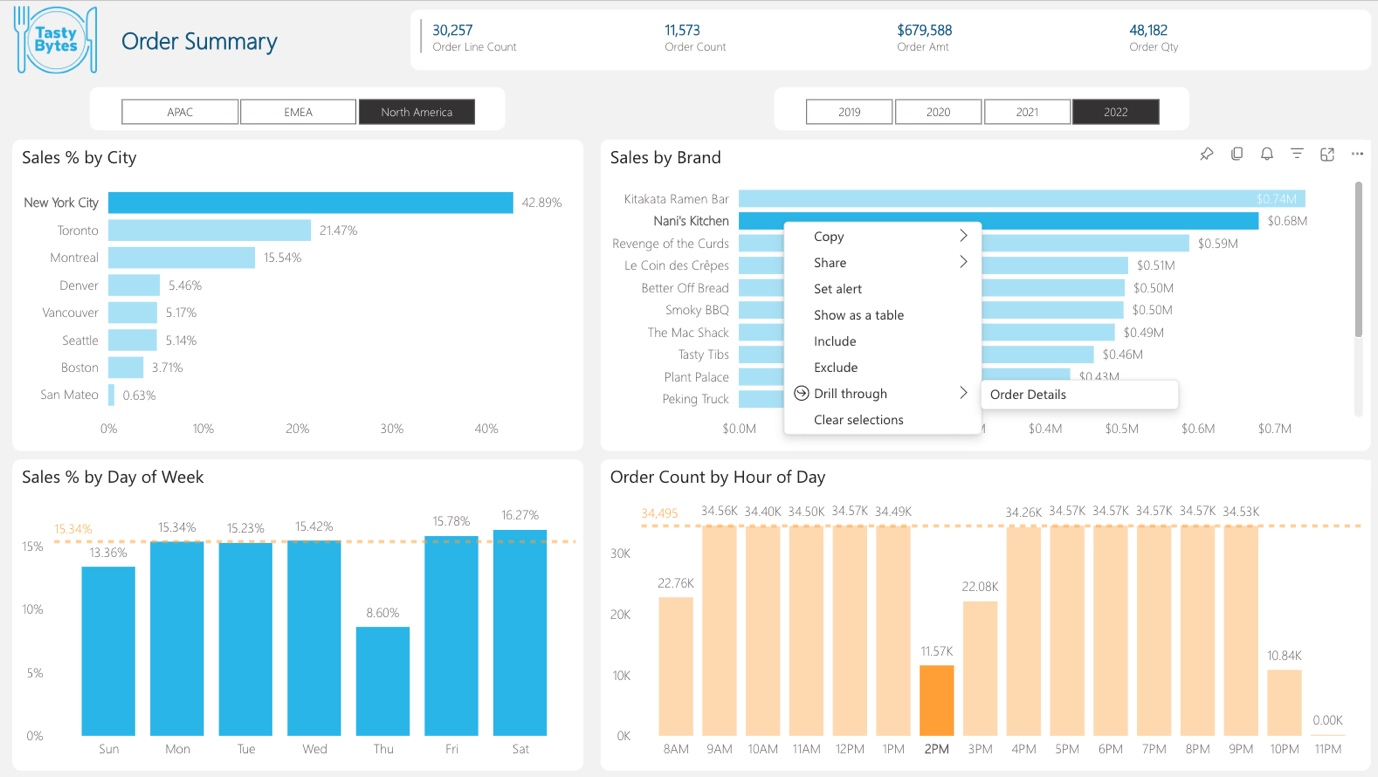 Tasty
Bytes
Order Summary
30,257
Order Line Count
11,573
Order Count
$679,588
Order Amt
48,182
Order Qty
APAC
EMEA
North America
2019
2020
2021
2022
Sales % by City
New York City
42.89%
Toronto
21.47%
Montreal
15.54%
Denver
5.46%
Vancouver
5.17%
Seattle
5.14%
Boston
3.71%
San Mateo
0.63%
0%
10%
20%
30%
40%
Sales by Brand
Kitakata Ramen Bar
$0.74M
Nani's Kitchen
$0.68M
Revenge of the Curds
$0.59M
Le Coin des Crêpes
$0.51M
Better Off Bread
$0.50M
Smoky BBQ
$0.50M
The Mac Shack
$0.49M
Tasty Tibs
$0.46M
Plant Palace
$0.43M
Peking Truck
$0.0M
$0.4M
$0.5M
$0.6M
$0.7M
Copy
Share
Set alert
Show as a table
Include
Exclude
Drill through
Clear selections
Order Details
Sales % by Day of Week
15.34%
15%
10%
5%
0%
13.36%
15.34%
15.23%
15.42%
8.60%
15.78%
16.27%
Sun
Mon
Tue
Wed
Thu
Fri
Sat
Order Count by Hour of Day
34,495
30K
20K
10K
0K
22.76K
34.56K
34.40K
34.50K
34.57K
34.49K
11.57K
22.08K
34.26K
34.57K
34.57K
34.57K
34.57K
34.53K
10.84K
0.00K
8AM
9AM
10AM
11AM
12PM
1PM
2PM
3PM
4PM
5PM
6PM
7PM
8PM
9PM
10PM
11PM